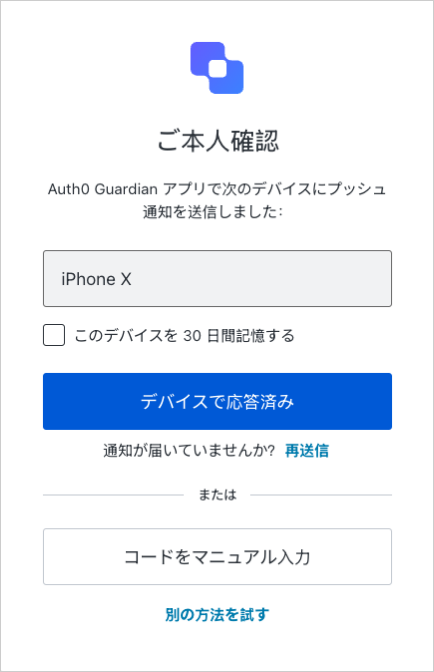 ご本人確認
Auth0 Guardian アプリで次のデバイスにプッシュ
通知を送信しました:
iPhone X
このデバイスを 30 日間記憶する
デバイスで応答済み
通知が届いていませんか? 再送信
または
コードをマニュアル入力
別の方法を試す